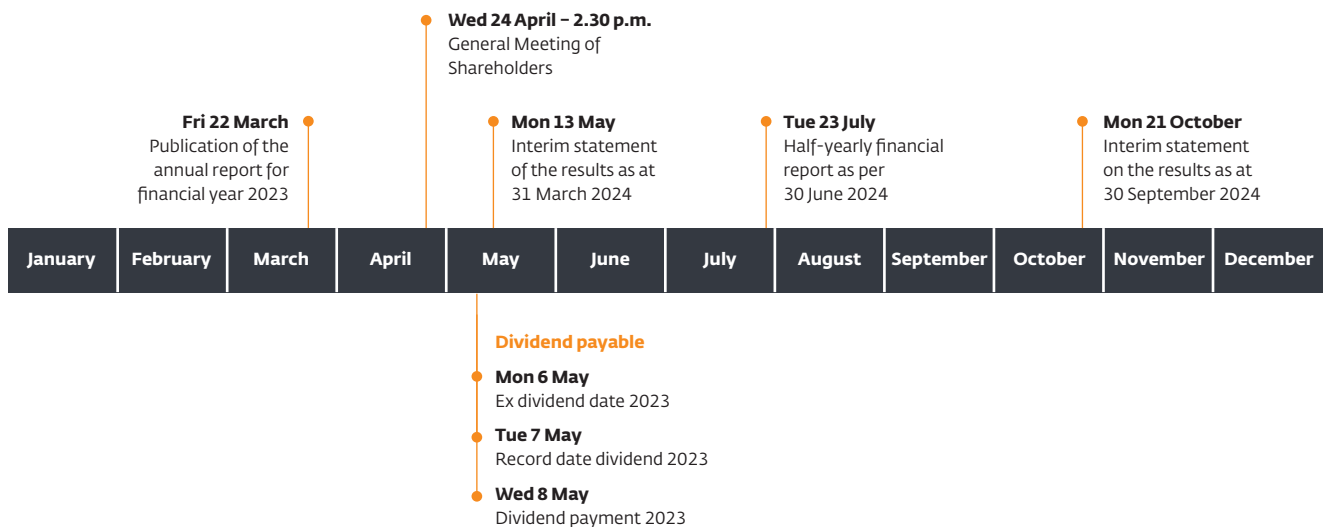 Wed 24 April – 2.30 p.m.
General Meeting of
Shareholders
Fri 22 March
Publication of the
annual report for
financial year 2023
Mon 13 May
Interim statement
of the results as at
31 March 2024
Tue 23 July
Half-yearly financial
report as per
30 June 2024
Mon 21 October
Interim statement
on the results as at
30 September 2024
January February March April May June July August September October November December
Dividend payable
Mon 6 May
Ex dividend date 2023
Tue 7 May
Record date dividend 2023
Wed 8 May
Dividend payment 2023